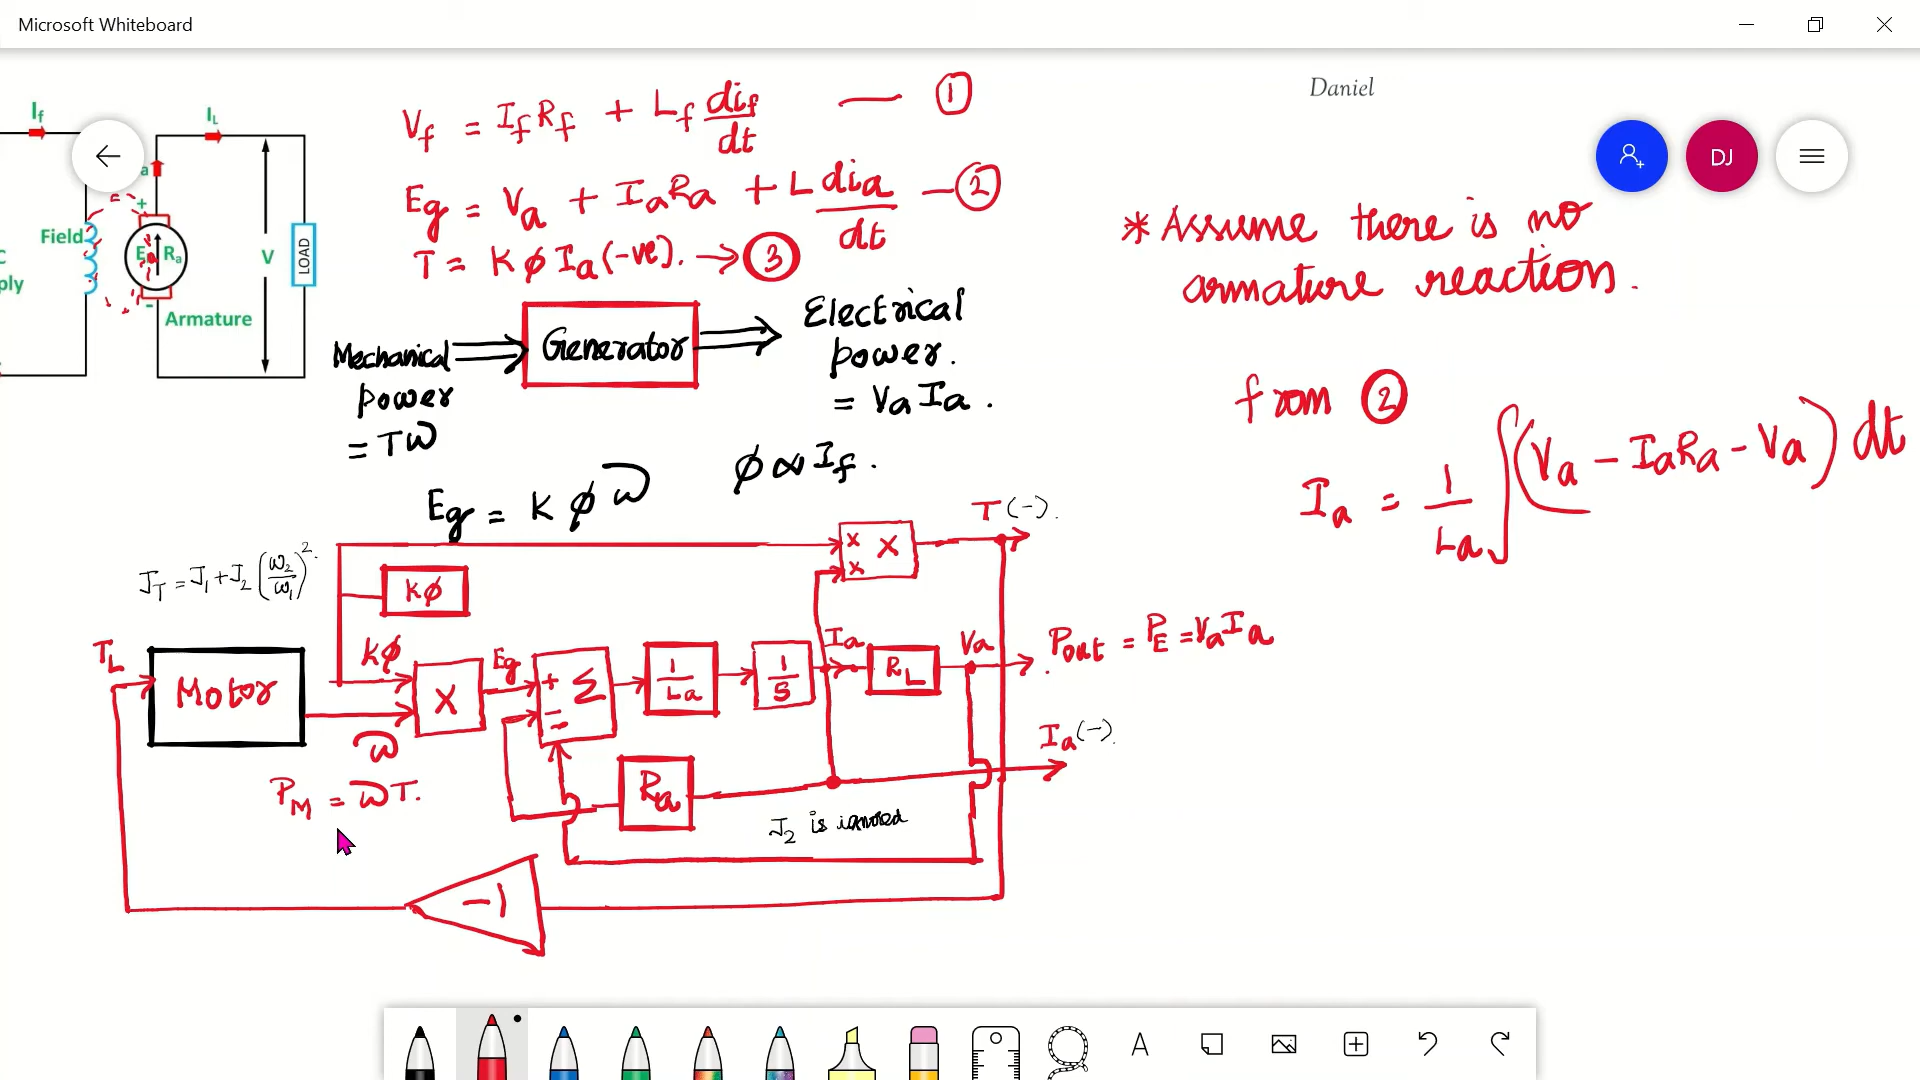 Microsoft Whiteboard
Daniel
DJ
If
IL
a
+
Field
Ra
V
LOAD
C
ply
-
Armature
Vf = IfRf + Lf dif/dt — ①
Eg = Va + IaRa + L dia/dt — ②
T = KφIa(-ve). → ③
* Assume there is no
armature reaction.
Mechanical
power
= Tω
Generator
Electrical
power.
= VaIa.
Eg = Kφω
φ ∝ If.
from ②
Ia = 1/La ∫(Va - IaRa - Va) dt
JT = J1 + J2 (ω2/ω1)².
Kφ
x
x
X
T(-).
TL
Motor
Kφ
ω
X
Eg
+
-
-
Σ
1/La
1/S
Ia
RL
Va
Pout = PE = VaIa
PM = ωT.
Ra
Ia(-).
J2 is ignored
-1
A